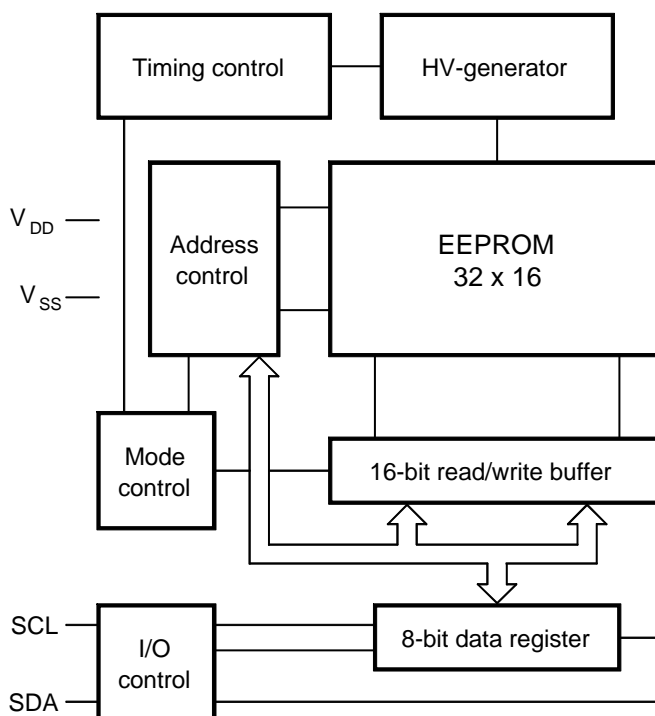 Timing control
HV-generator
V DD
V SS
Address
control
EEPROM
32 x 16
Mode
control
16-bit read/write buffer
SCL
SDA
I/O
control
8-bit data register